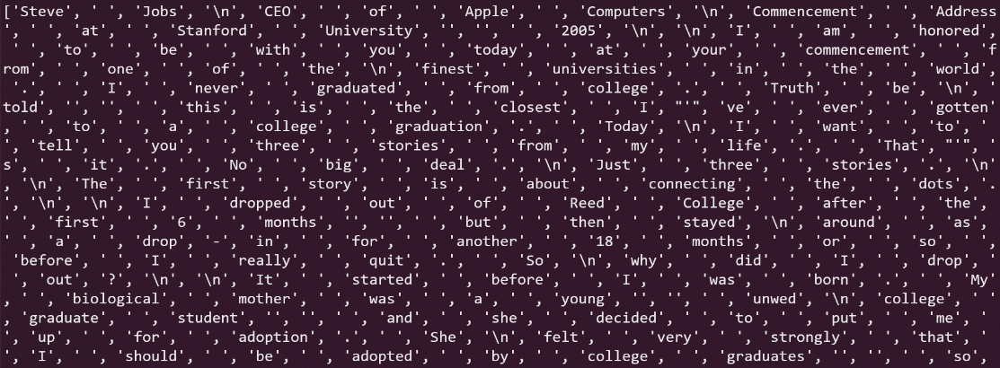 ['Steve', ' ', 'Jobs', '\n', 'CEO', ' ', 'of', ' ', 'Apple', ' ', 'Computers', '\n', 'Commencement', ' ', 'Address
', ' ', 'at', ' ', 'Stanford', ' ', 'University', ',', '', ' ', '2005', '\n', '\n', 'I', ' ', 'am', ' ', 'honored',
 ' ', 'to', ' ', 'be', ' ', 'with', ' ', 'you', ' ', 'today', ' ', 'at', ' ', 'your', ' ', 'commencement', ' ', 'f
rom', ' ', 'one', ' ', 'of', ' ', 'the', '\n', 'finest', ' ', 'universities', ' ', 'in', ' ', 'the', ' ', 'world',
 '.', ' ', 'I', ' ', 'never', ' ', 'graduated', ' ', 'from', ' ', 'college', '.', ' ', 'Truth', ' ', 'be', '\n', '
told', ',', '', ' ', 'this', ' ', 'is', ' ', 'the', ' ', 'closest', ' ', 'I', "'", 've', ' ', 'ever', ' ', 'gotten'
, ' ', 'to', ' ', 'a', ' ', 'college', ' ', 'graduation', '.', ' ', 'Today', '\n', 'I', ' ', 'want', ' ', 'to', ' '
, 'tell', ' ', 'you', ' ', 'three', ' ', 'stories', ' ', 'from', ' ', 'my', ' ', 'life', '.', ' ', 'That', "'", '
s', ' ', 'it', '.', ' ', 'No', ' ', 'big', ' ', 'deal', '.', '\n', 'Just', ' ', 'three', ' ', 'stories', '.', '\n'
, '\n', 'The', ' ', 'first', ' ', 'story', ' ', 'is', ' ', 'about', ' ', 'connecting', ' ', 'the', ' ', 'dots', '.
', '\n', '\n', 'I', ' ', 'dropped', ' ', 'out', ' ', 'of', ' ', 'Reed', ' ', 'College', ' ', 'after', ' ', 'the',
 ' ', 'first', ' ', '6', ' ', 'months', ',', '', ' ', 'but', ' ', 'then', ' ', 'stayed', '\n', 'around', ' ', 'as',
 ' ', 'a', ' ', 'drop', '-', 'in', ' ', 'for', ' ', 'another', ' ', '18', ' ', 'months', ' ', 'or', ' ', 'so', ' ',
 'before', ' ', 'I', ' ', 'really', ' ', 'quit', '.', ' ', 'So', '\n', 'why', ' ', 'did', ' ', 'I', ' ', 'drop', '
 ', 'out', '?', '\n', '\n', 'It', ' ', 'started', ' ', 'before', ' ', 'I', ' ', 'was', ' ', 'born', '.', ' ', 'My'
, ' ', 'biological', ' ', 'mother', ' ', 'was', ' ', 'a', ' ', 'young', ',', '', ' ', 'unwed', '\n', 'college', ' '
, 'graduate', ' ', 'student', ',', '', ' ', 'and', ' ', 'she', ' ', 'decided', ' ', 'to', ' ', 'put', ' ', 'me', '
 ', 'up', ' ', 'for', ' ', 'adoption', '.', ' ', 'She', '\n', 'felt', ' ', 'very', ' ', 'strongly', ' ', 'that', '
 ', 'I', ' ', 'should', ' ', 'be', ' ', 'adopted', ' ', 'by', ' ', 'college', ' ', 'graduates', ',', '', ' ', 'so',